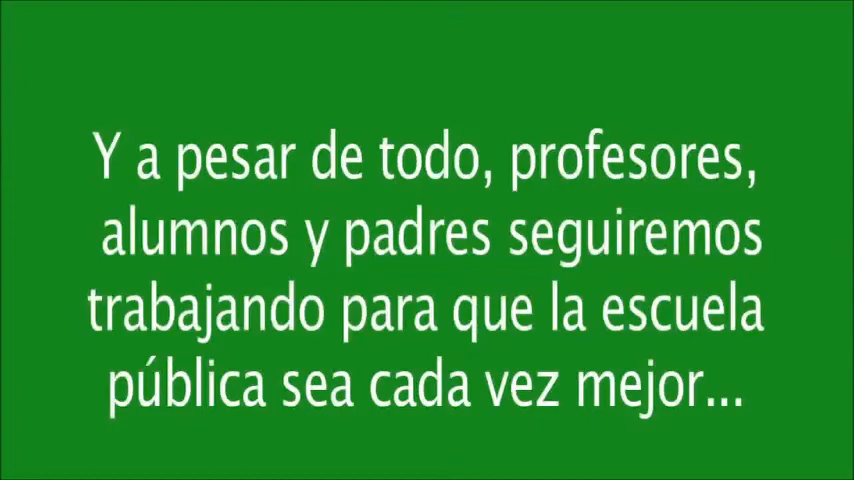 Y a pesar de todo, profesores,
alumnos y padres seguiremos
trabajando para que la escuela
pública sea cada vez mejor...